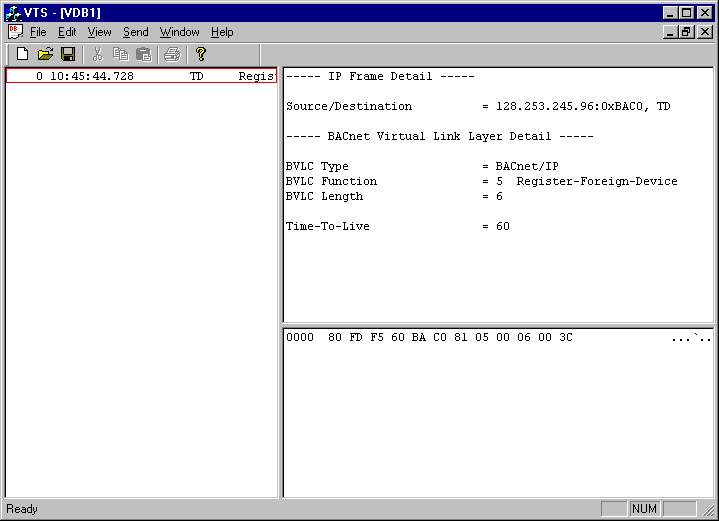 VTS - [VDB1]
File Edit View Send Window Help
0 10:45:44.728 TD Regis
----- IP Frame Detail -----
Source/Destination = 128.253.245.96:0xBAC0, TD
----- BACnet Virtual Link Layer Detail -----
BVLC Type = BACnet/IP
BVLC Function = 5 Register-Foreign-Device
BVLC Length = 6
Time-To-Live = 60
0000 80 FD F5 60 BA C0 81 05 00 06 00 3C ...`..
Ready NUM